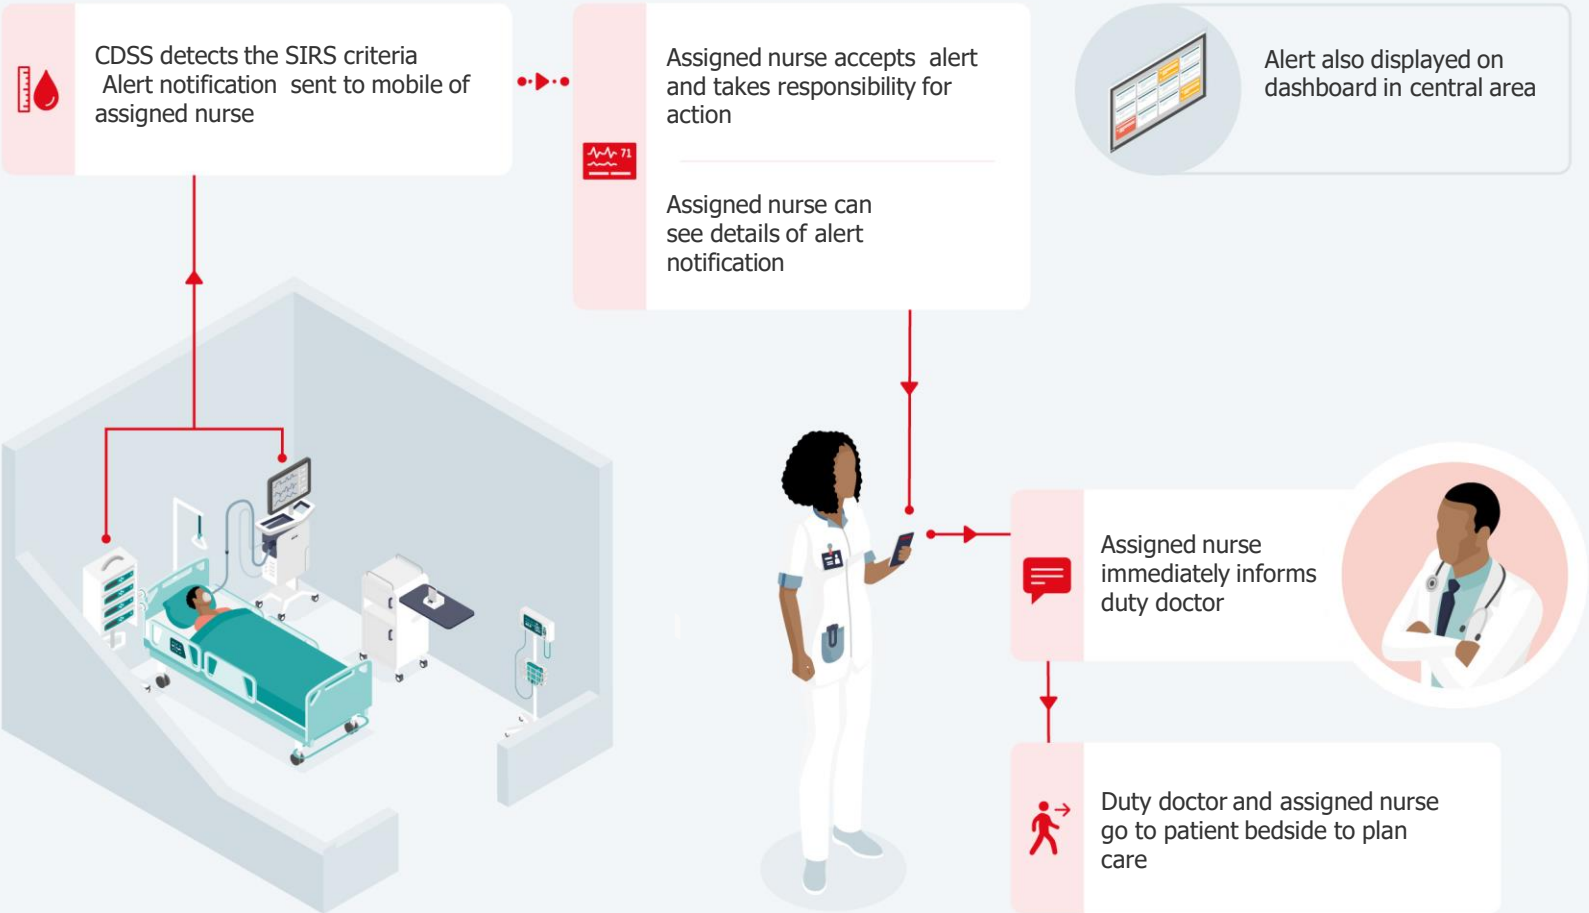 CDSS detects the SIRS criteria
Alert notification sent to mobile of
assigned nurse
71
Assigned nurse accepts alert
and takes responsibility for
action
Assigned nurse can
see details of alert
notification
Alert also displayed on
dashboard in central area
Assigned nurse
immediately informs
duty doctor
Duty doctor and assigned nurse
go to patient bedside to plan
care